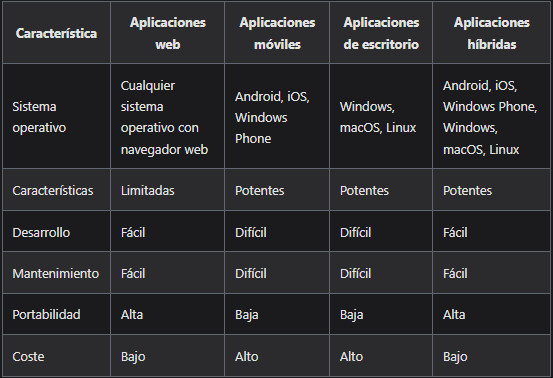 Característica
Aplicaciones
web
Aplicaciones
móviles
Aplicaciones
de escritorio
Aplicaciones
híbridas
Sistema
operativo
Cualquier
sistema
operativo con
navegador web
Android, iOS,
Windows
Phone
Windows,
macOS, Linux
Android, iOS,
Windows Phone,
Windows,
macOS, Linux
Características
Limitadas
Potentes
Potentes
Potentes
Desarrollo
Fácil
Difícil
Difícil
Fácil
Mantenimiento
Fácil
Difícil
Difícil
Fácil
Portabilidad
Alta
Baja
Baja
Alta
Coste
Bajo
Alto
Alto
Bajo